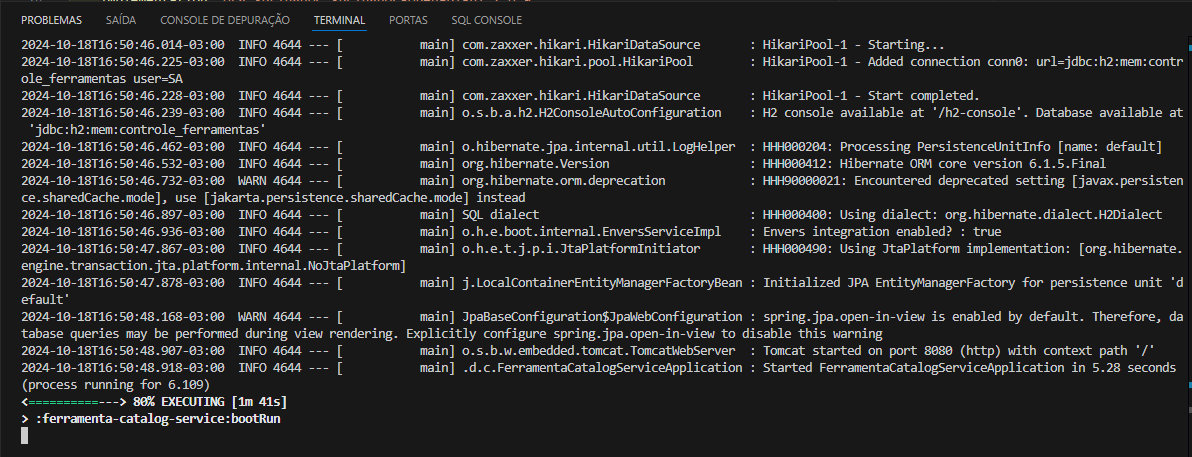 PROBLEMAS SAÍDA CONSOLE DE DEPURAÇÃO TERMINAL PORTAS SQL CONSOLE
2024-10-18T16:50:46.014-03:00  INFO 4644 --- [           main] com.zaxxer.hikari.HikariDataSource       : HikariPool-1 - Starting...
2024-10-18T16:50:46.225-03:00  INFO 4644 --- [           main] com.zaxxer.hikari.pool.HikariPool        : HikariPool-1 - Added connection conn0: url=jdbc:h2:mem:contr
ole_ferramentas user=SA
2024-10-18T16:50:46.228-03:00  INFO 4644 --- [           main] com.zaxxer.hikari.HikariDataSource       : HikariPool-1 - Start completed.
2024-10-18T16:50:46.239-03:00  INFO 4644 --- [           main] o.s.b.a.h2.H2ConsoleAutoConfiguration    : H2 console available at '/h2-console'. Database available at
 'jdbc:h2:mem:controle_ferramentas'
2024-10-18T16:50:46.462-03:00  INFO 4644 --- [           main] o.hibernate.jpa.internal.util.LogHelper  : HHH000204: Processing PersistenceUnitInfo [name: default]
2024-10-18T16:50:46.532-03:00  INFO 4644 --- [           main] org.hibernate.Version                    : HHH000412: Hibernate ORM core version 6.1.5.Final
2024-10-18T16:50:46.732-03:00  WARN 4644 --- [           main] org.hibernate.orm.deprecation            : HHH90000021: Encountered deprecated setting [javax.persisten
ce.sharedCache.mode], use [jakarta.persistence.sharedCache.mode] instead
2024-10-18T16:50:46.897-03:00  INFO 4644 --- [           main] SQL dialect                              : HHH000400: Using dialect: org.hibernate.dialect.H2Dialect
2024-10-18T16:50:46.936-03:00  INFO 4644 --- [           main] o.h.e.boot.internal.EnversServiceImpl    : Envers integration enabled? : true
2024-10-18T16:50:47.867-03:00  INFO 4644 --- [           main] o.h.e.t.j.p.i.JtaPlatformInitiator       : HHH000490: Using JtaPlatform implementation: [org.hibernate.
engine.transaction.jta.platform.internal.NoJtaPlatform]
2024-10-18T16:50:47.878-03:00  INFO 4644 --- [           main] j.LocalContainerEntityManagerFactoryBean : Initialized JPA EntityManagerFactory for persistence unit 'd
efault'
2024-10-18T16:50:48.168-03:00  WARN 4644 --- [           main] JpaBaseConfiguration$JpaWebConfiguration : spring.jpa.open-in-view is enabled by default. Therefore, da
tabase queries may be performed during view rendering. Explicitly configure spring.jpa.open-in-view to disable this warning
2024-10-18T16:50:48.907-03:00  INFO 4644 --- [           main] o.s.b.w.embedded.tomcat.TomcatWebServer  : Tomcat started on port 8080 (http) with context path '/'
2024-10-18T16:50:48.918-03:00  INFO 4644 --- [           main] .d.c.FerramentaCatalogServiceApplication : Started FerramentaCatalogServiceApplication in 5.28 seconds
(process running for 6.109)
<==========---> 80% EXECUTING [1m 41s]
> :ferramenta-catalog-service:bootRun